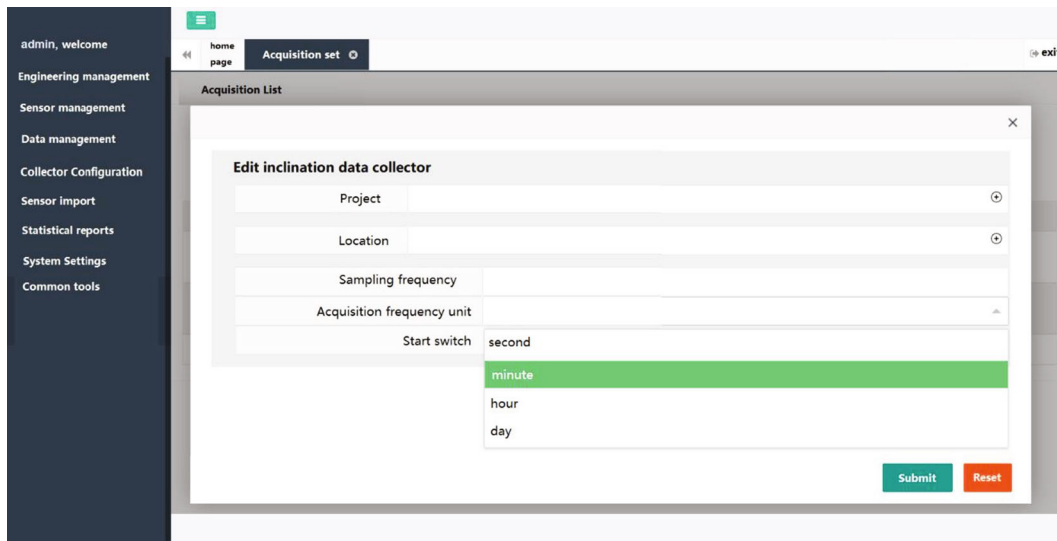 admin, welcome
Engineering management
Sensor management
Data management
Collector Configuration
Sensor import
Statistical reports
System Settings
Common tools
home
page
Acquisition set
exi
Acquisition List
Edit inclination data collector
Project
Location
Sampling frequency
Acquisition frequency unit
Start switch
second
minute
hour
day
Submit
Reset